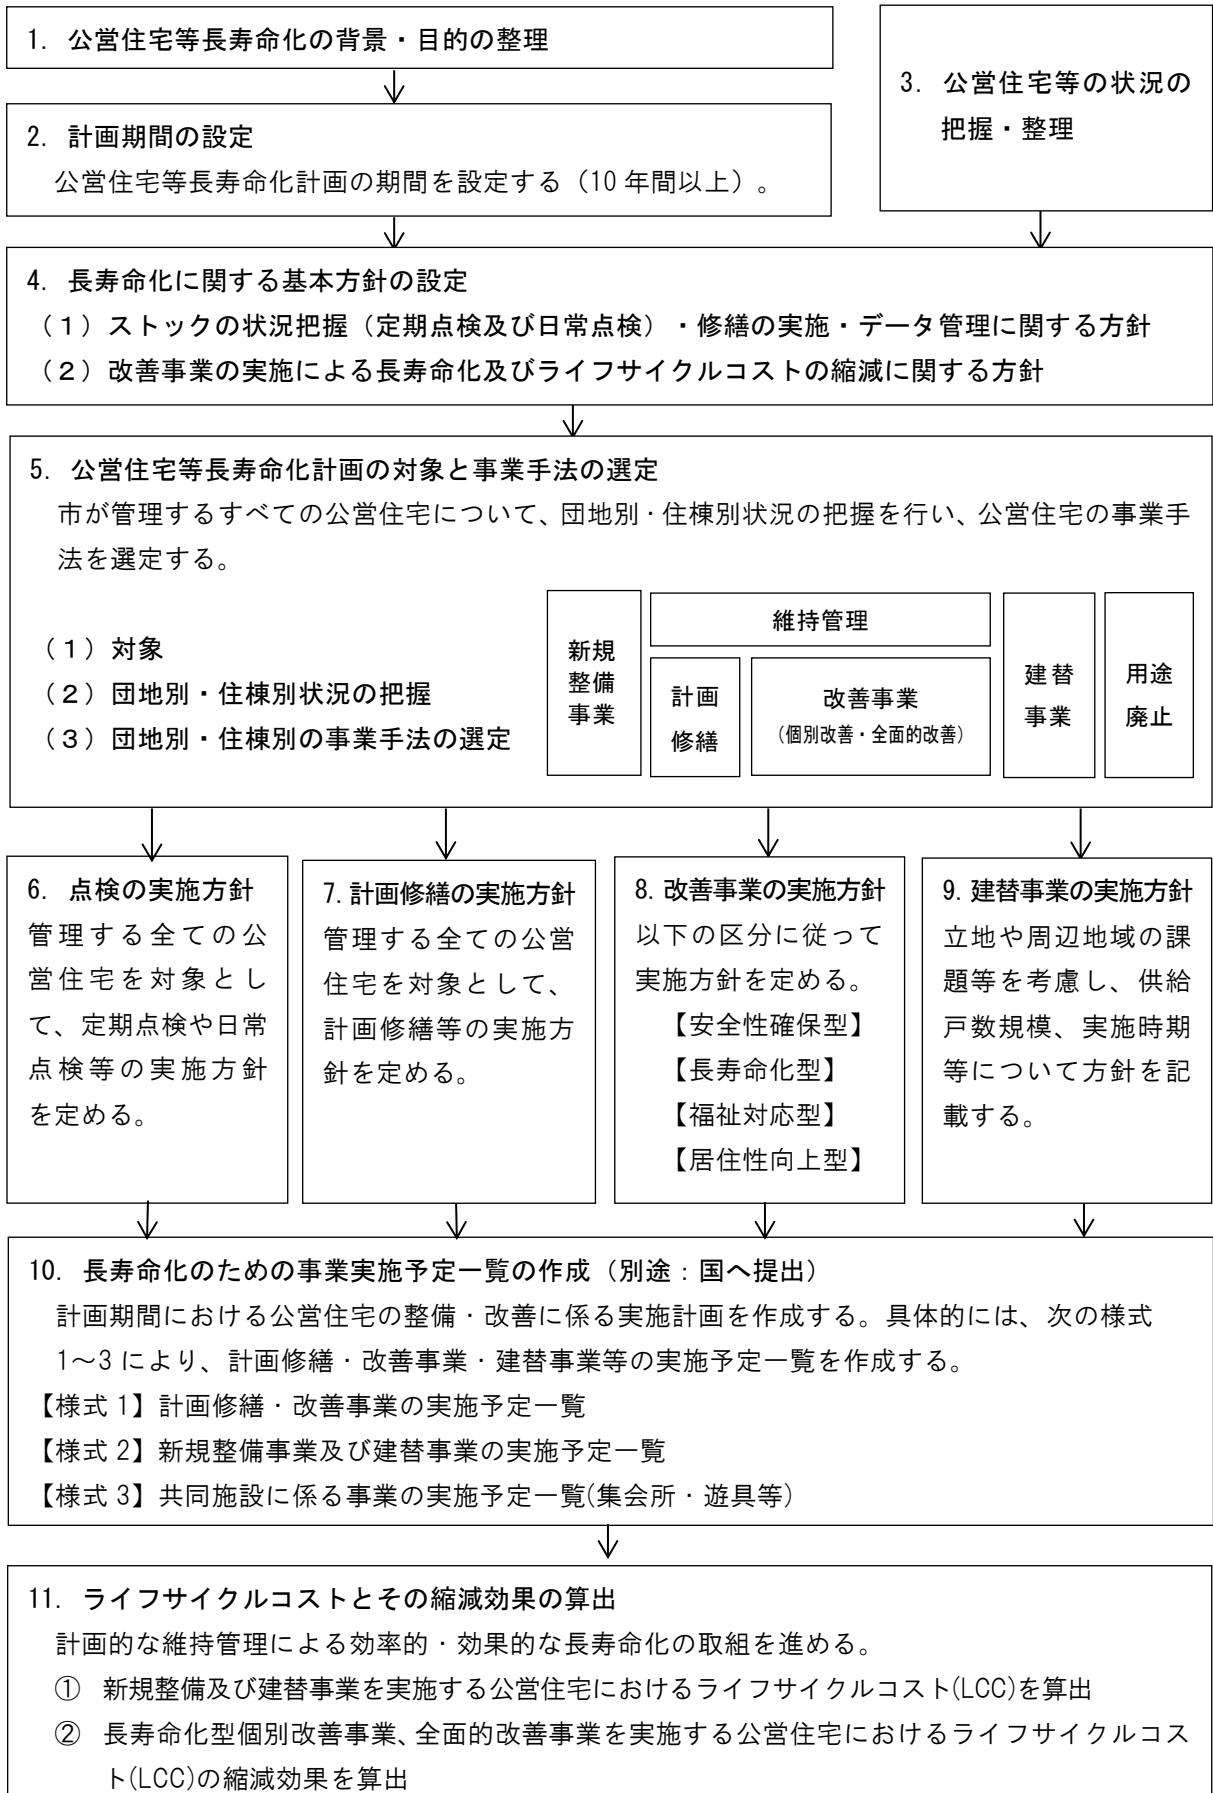 1. 公営住宅等長寿命化の背景・目的の整理
3. 公営住宅等の状況の
把握・整理
2. 計画期間の設定
公営住宅等長寿命化計画の期間を設定する（10 年間以上）。
4. 長寿命化に関する基本方針の設定
（１）ストックの状況把握（定期点検及び日常点検）・修繕の実施・データ管理に関する方針
（２）改善事業の実施による長寿命化及びライフサイクルコストの縮減に関する方針
5. 公営住宅等長寿命化計画の対象と事業手法の選定
市が管理するすべての公営住宅について、団地別・住棟別状況の把握を行い、公営住宅の事業手
法を選定する。
（１）対象
（２）団地別・住棟別状況の把握
（３）団地別・住棟別の事業手法の選定
新規
整備
事業
維持管理
計画
修繕
改善事業
（個別改善・全面的改善）
建替
事業
用途
廃止
6. 点検の実施方針
管理する全ての公
営住宅を対象とし
て、定期点検や日常
点検等の実施方針
を定める。
7. 計画修繕の実施方針
管理する全ての公営
住宅を対象として、
計画修繕等の実施方
針を定める。
8. 改善事業の実施方針
以下の区分に従って
実施方針を定める。
【安全性確保型】
【長寿命化型】
【福祉対応型】
【居住性向上型】
9. 建替事業の実施方針
立地や周辺地域の課
題等を考慮し、供給
戸数規模、実施時期
等について方針を記
載する。
10. 長寿命化のための事業実施予定一覧の作成（別途：国へ提出）
計画期間における公営住宅の整備・改善に係る実施計画を作成する。具体的には、次の様式
1～3 により、計画修繕・改善事業・建替事業等の実施予定一覧を作成する。
【様式 1】計画修繕・改善事業の実施予定一覧
【様式 2】新規整備事業及び建替事業の実施予定一覧
【様式 3】共同施設に係る事業の実施予定一覧(集会所・遊具等)
11. ライフサイクルコストとその縮減効果の算出
計画的な維持管理による効率的・効果的な長寿命化の取組を進める。
① 新規整備及び建替事業を実施する公営住宅におけるライフサイクルコスト(LCC)を算出
② 長寿命化型個別改善事業、全面的改善事業を実施する公営住宅におけるライフサイクルコス
ト(LCC)の縮減効果を算出